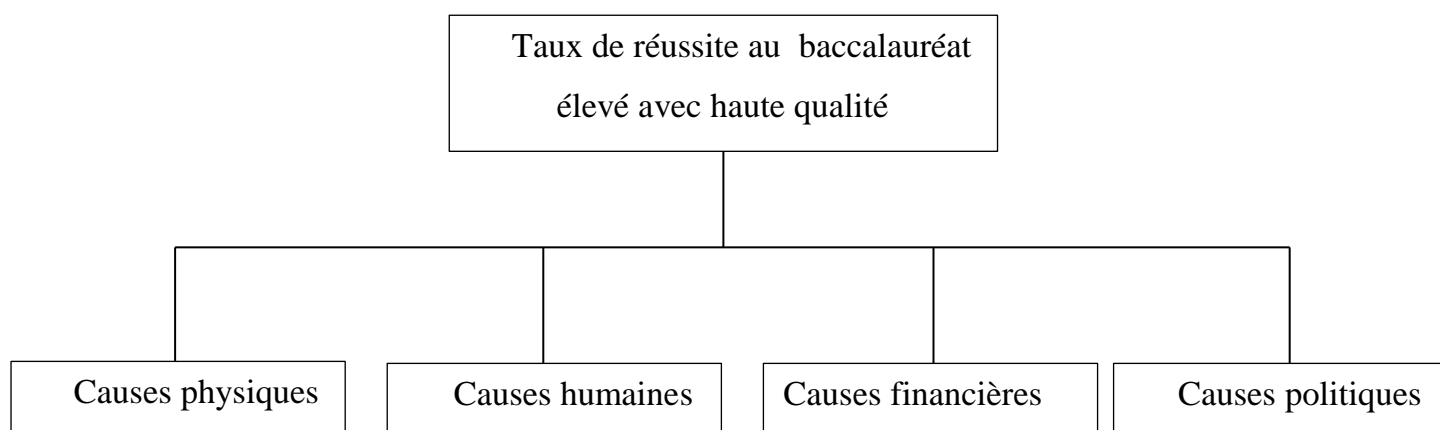 Taux de réussite au baccalauréat
élevé avec haute qualité
Causes physiques
Causes humaines
Causes financières
Causes politiques